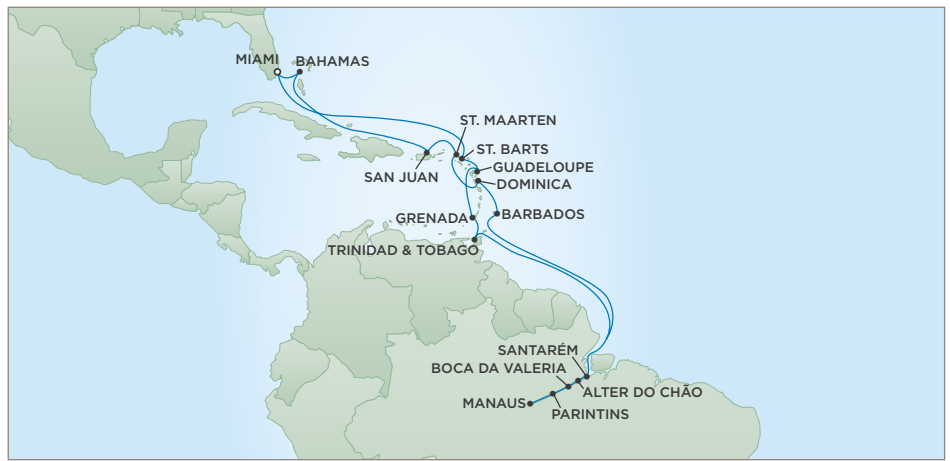 MIAMI
BAHAMAS
ST. MAARTEN
ST. BARTS
GUADELOUPE
SAN JUAN
DOMINICA
GRENADA
BARBADOS
TRINIDAD & TOBAGO
SANTARÉM
BOCA DA VALERIA
ALTER DO CHÃO
MANAUS
PARINTINS